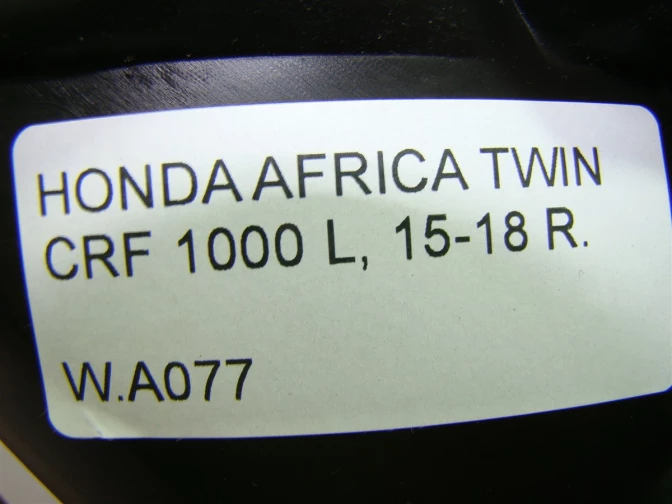 HONDA AFRICA TWIN
CRF 1000 L, 15-18 R.
W.A077